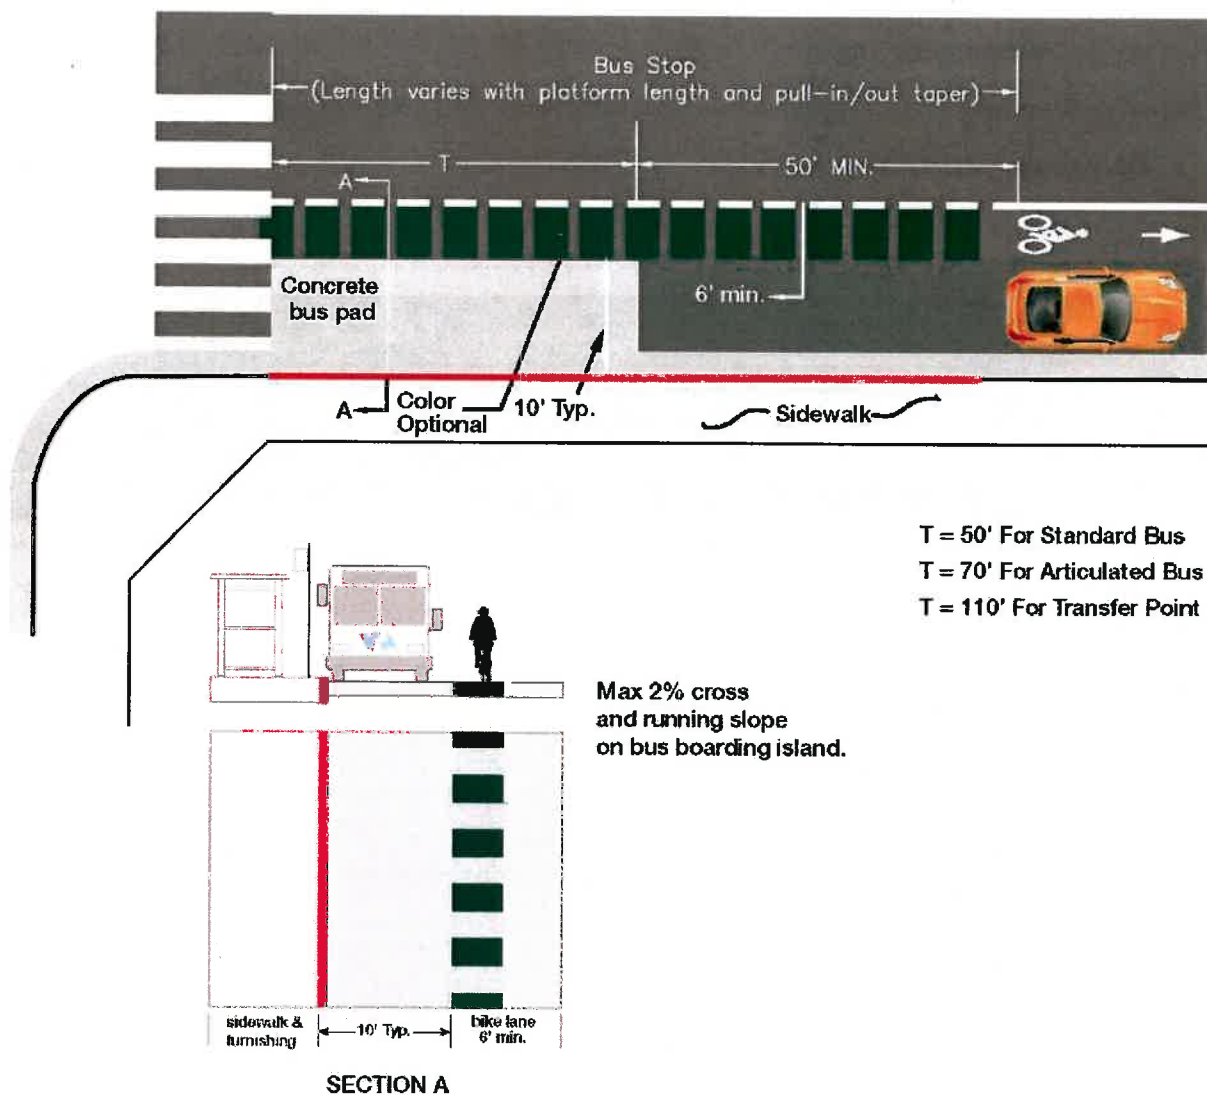 Bus Stop
(Length varies with platform length and pull-in/out taper)
T
50' MIN.
A
Concrete
bus pad
6' min.
A
Color
Optional
10' Typ.
Sidewalk
T = 50' For Standard Bus
T = 70' For Articulated Bus
T = 110' For Transfer Point
Max 2% cross
and running slope
on bus boarding island.
sidewalk &
furnishing
10' Typ.
bike lane
6' min.
SECTION A